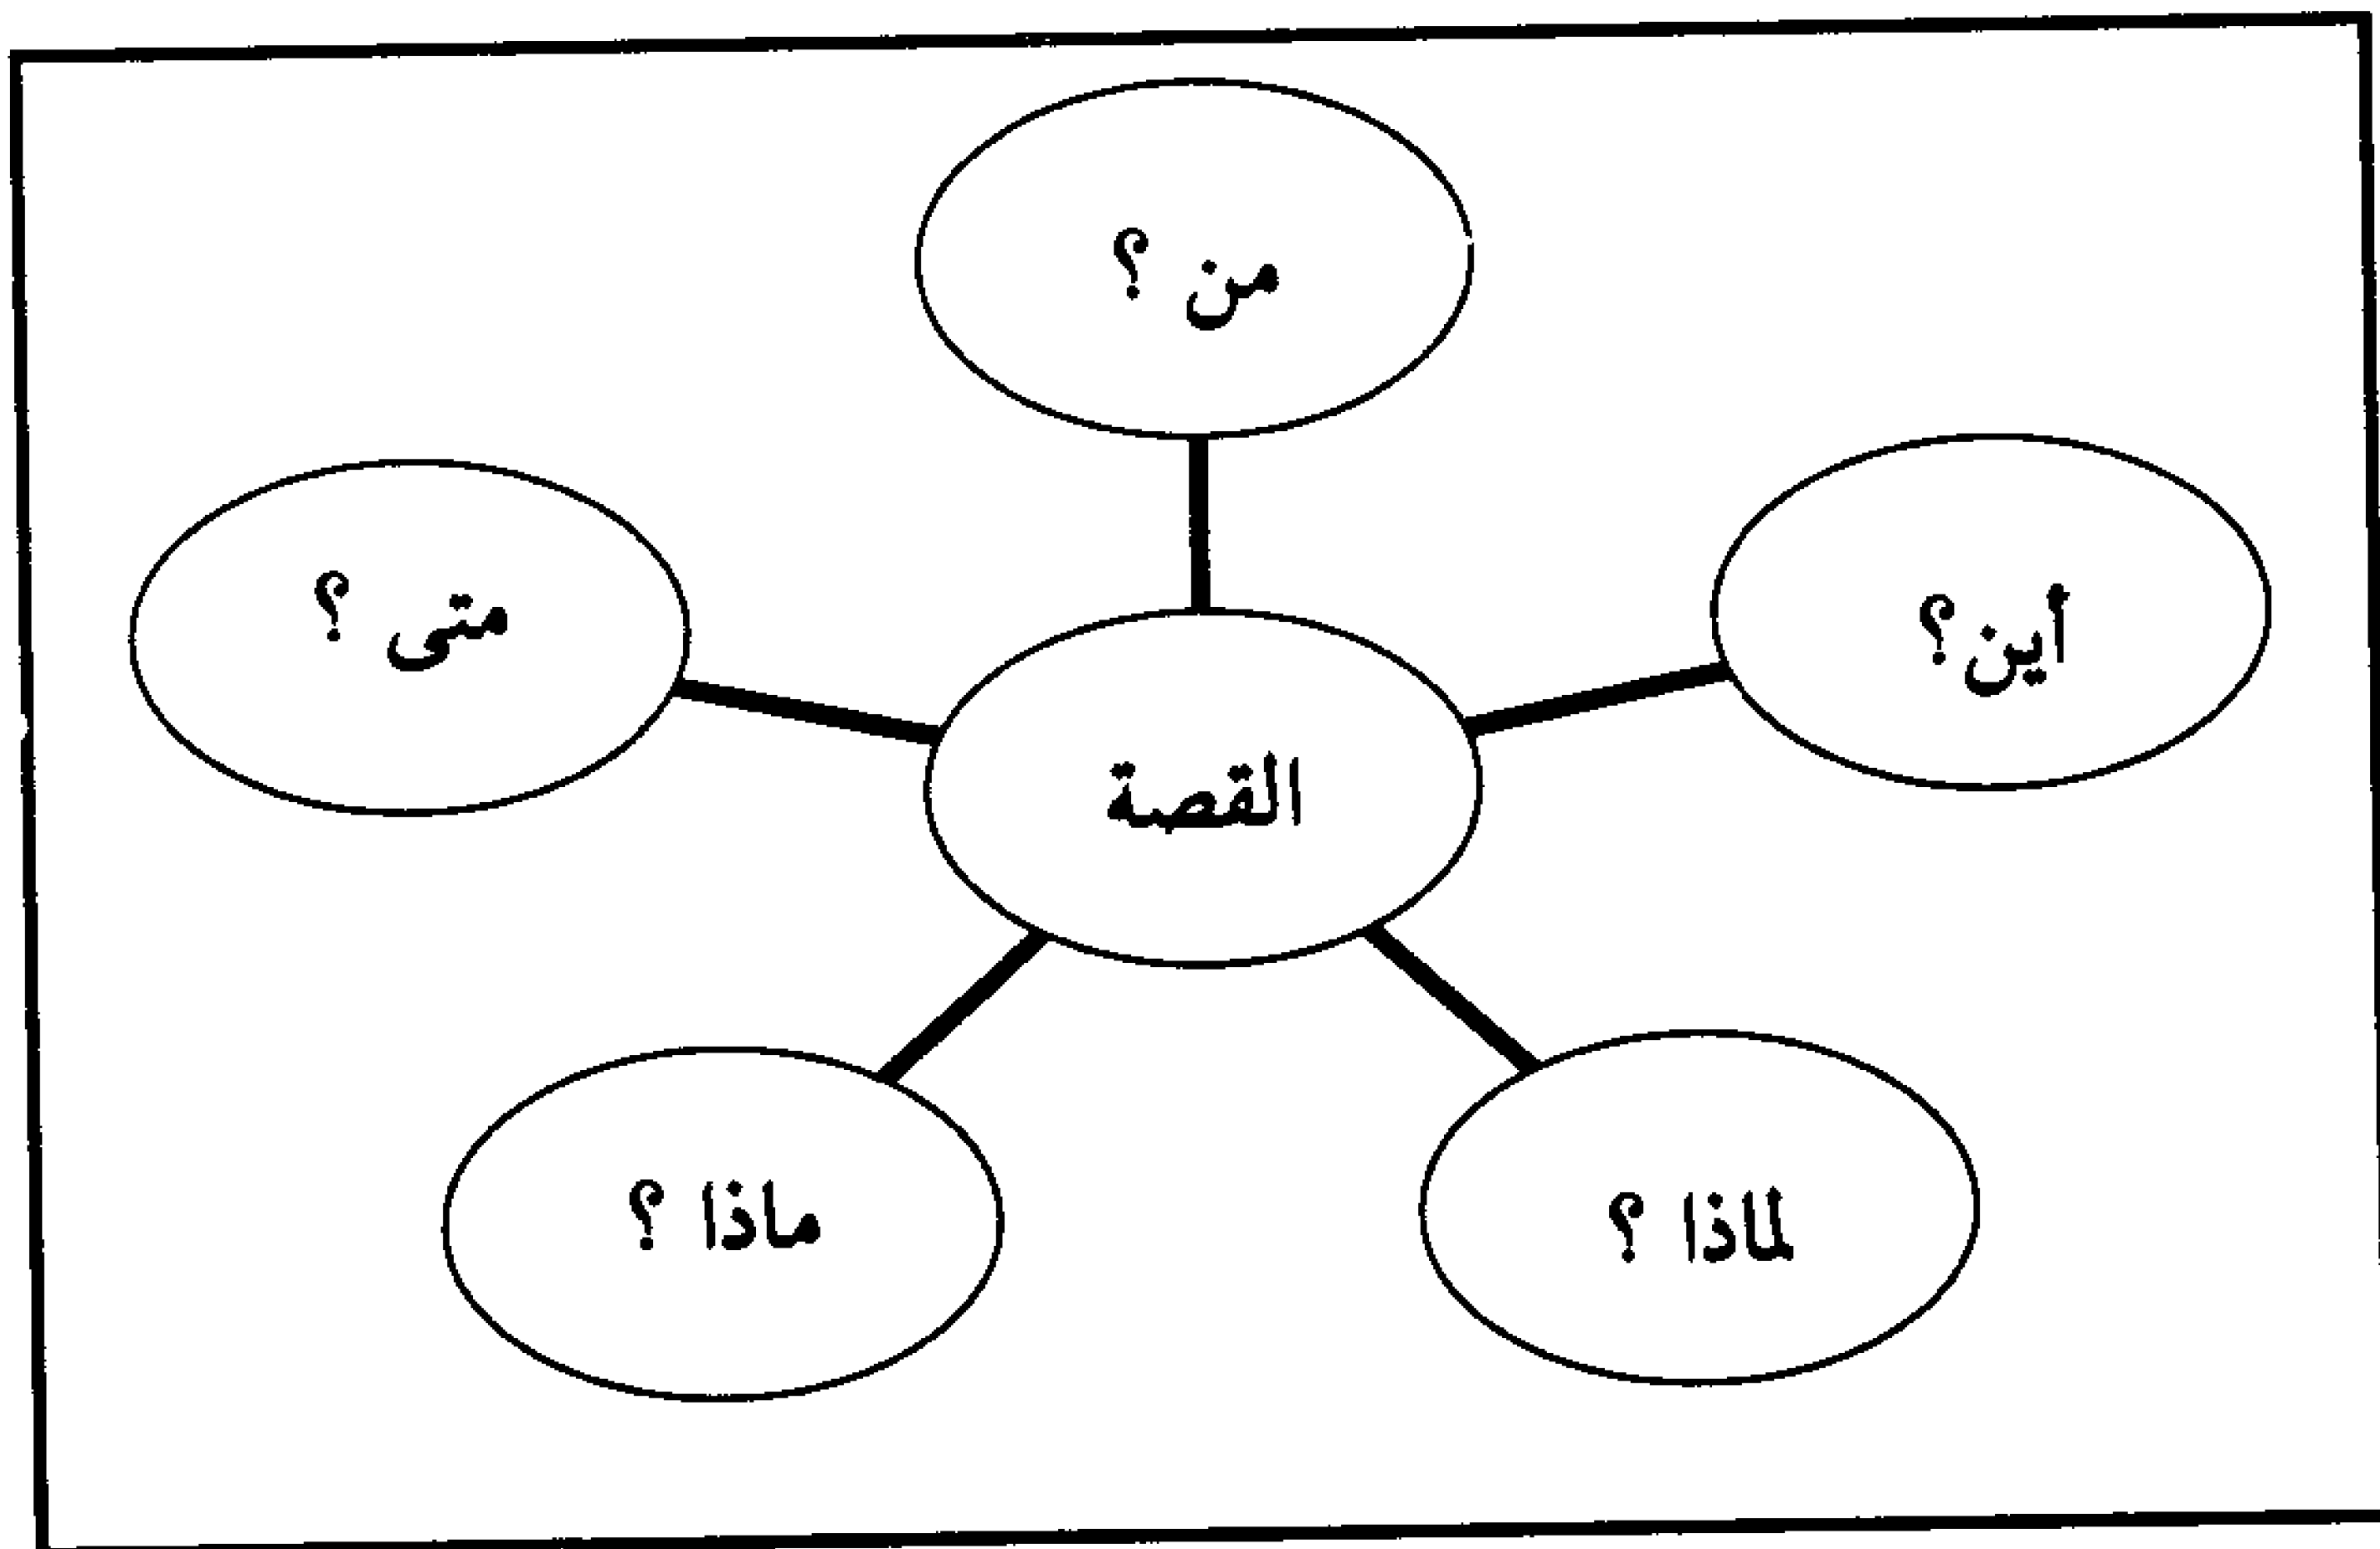 من ؟
أين؟
متى ؟
القصة
لماذا ؟
ماذا ؟